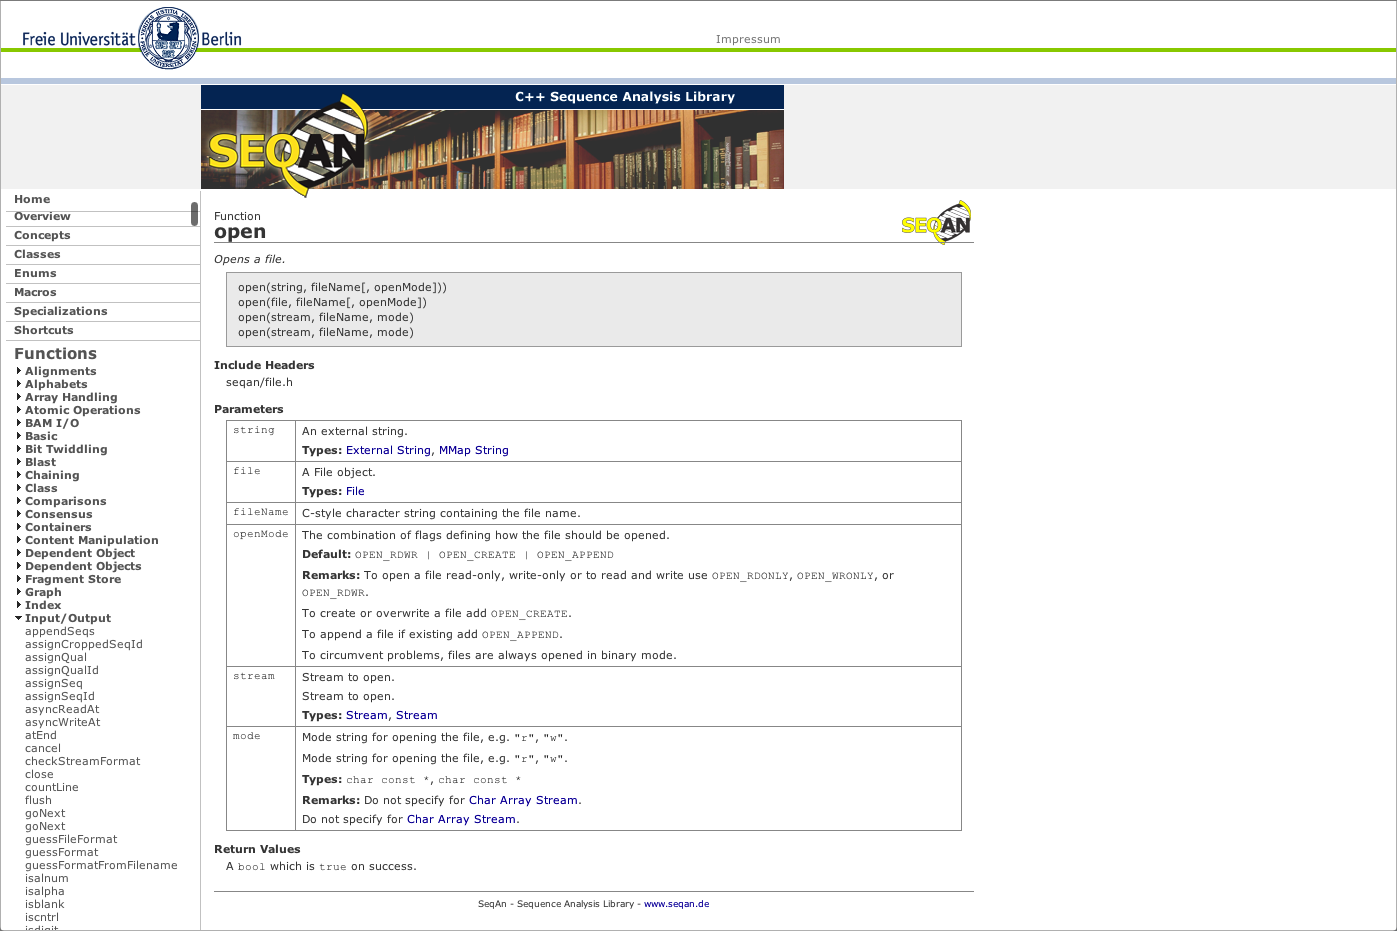 Freie Universität Berlin
Impressum
C++ Sequence Analysis Library
SEQAN
Home
Overview
Concepts
Classes
Enums
Macros
Specializations
Shortcuts
Functions
Alignments
Alphabets
Array Handling
Atomic Operations
BAM I/O
Basic
Bit Twiddling
Blast
Chaining
Class
Comparisons
Consensus
Containers
Content Manipulation
Dependent Object
Dependent Objects
Fragment Store
Graph
Index
Input/Output
appendSeqs
assignCroppedSeqId
assignQual
assignQualId
assignSeq
assignSeqId
asyncReadAt
asyncWriteAt
atEnd
cancel
checkStreamFormat
close
countLine
flush
goNext
goNext
guessFileFormat
guessFormat
guessFormatFromFilename
isalnum
isalpha
isblank
iscntrl
isdigit
Function
open
SEQAN
Opens a file.
open(string, fileName[, openMode]))
open(file, fileName[, openMode])
open(stream, fileName, mode)
open(stream, fileName, mode)
Include Headers
seqan/file.h
Parameters
string
An external string.
Types: External String, MMap String
file
A File object.
Types: File
fileName
C-style character string containing the file name.
openMode
The combination of flags defining how the file should be opened.
Default: OPEN_RDWR | OPEN_CREATE | OPEN_APPEND
Remarks: To open a file read-only, write-only or to read and write use OPEN_RDONLY, OPEN_WRONLY, or
OPEN_RDWR.
To create or overwrite a file add OPEN_CREATE.
To append a file if existing add OPEN_APPEND.
To circumvent problems, files are always opened in binary mode.
stream
Stream to open.
Stream to open.
Types: Stream, Stream
mode
Mode string for opening the file, e.g. "r", "w".
Mode string for opening the file, e.g. "r", "w".
Types: char const *, char const *
Remarks: Do not specify for Char Array Stream.
Do not specify for Char Array Stream.
Return Values
A bool which is true on success.
SeqAn - Sequence Analysis Library - www.seqan.de